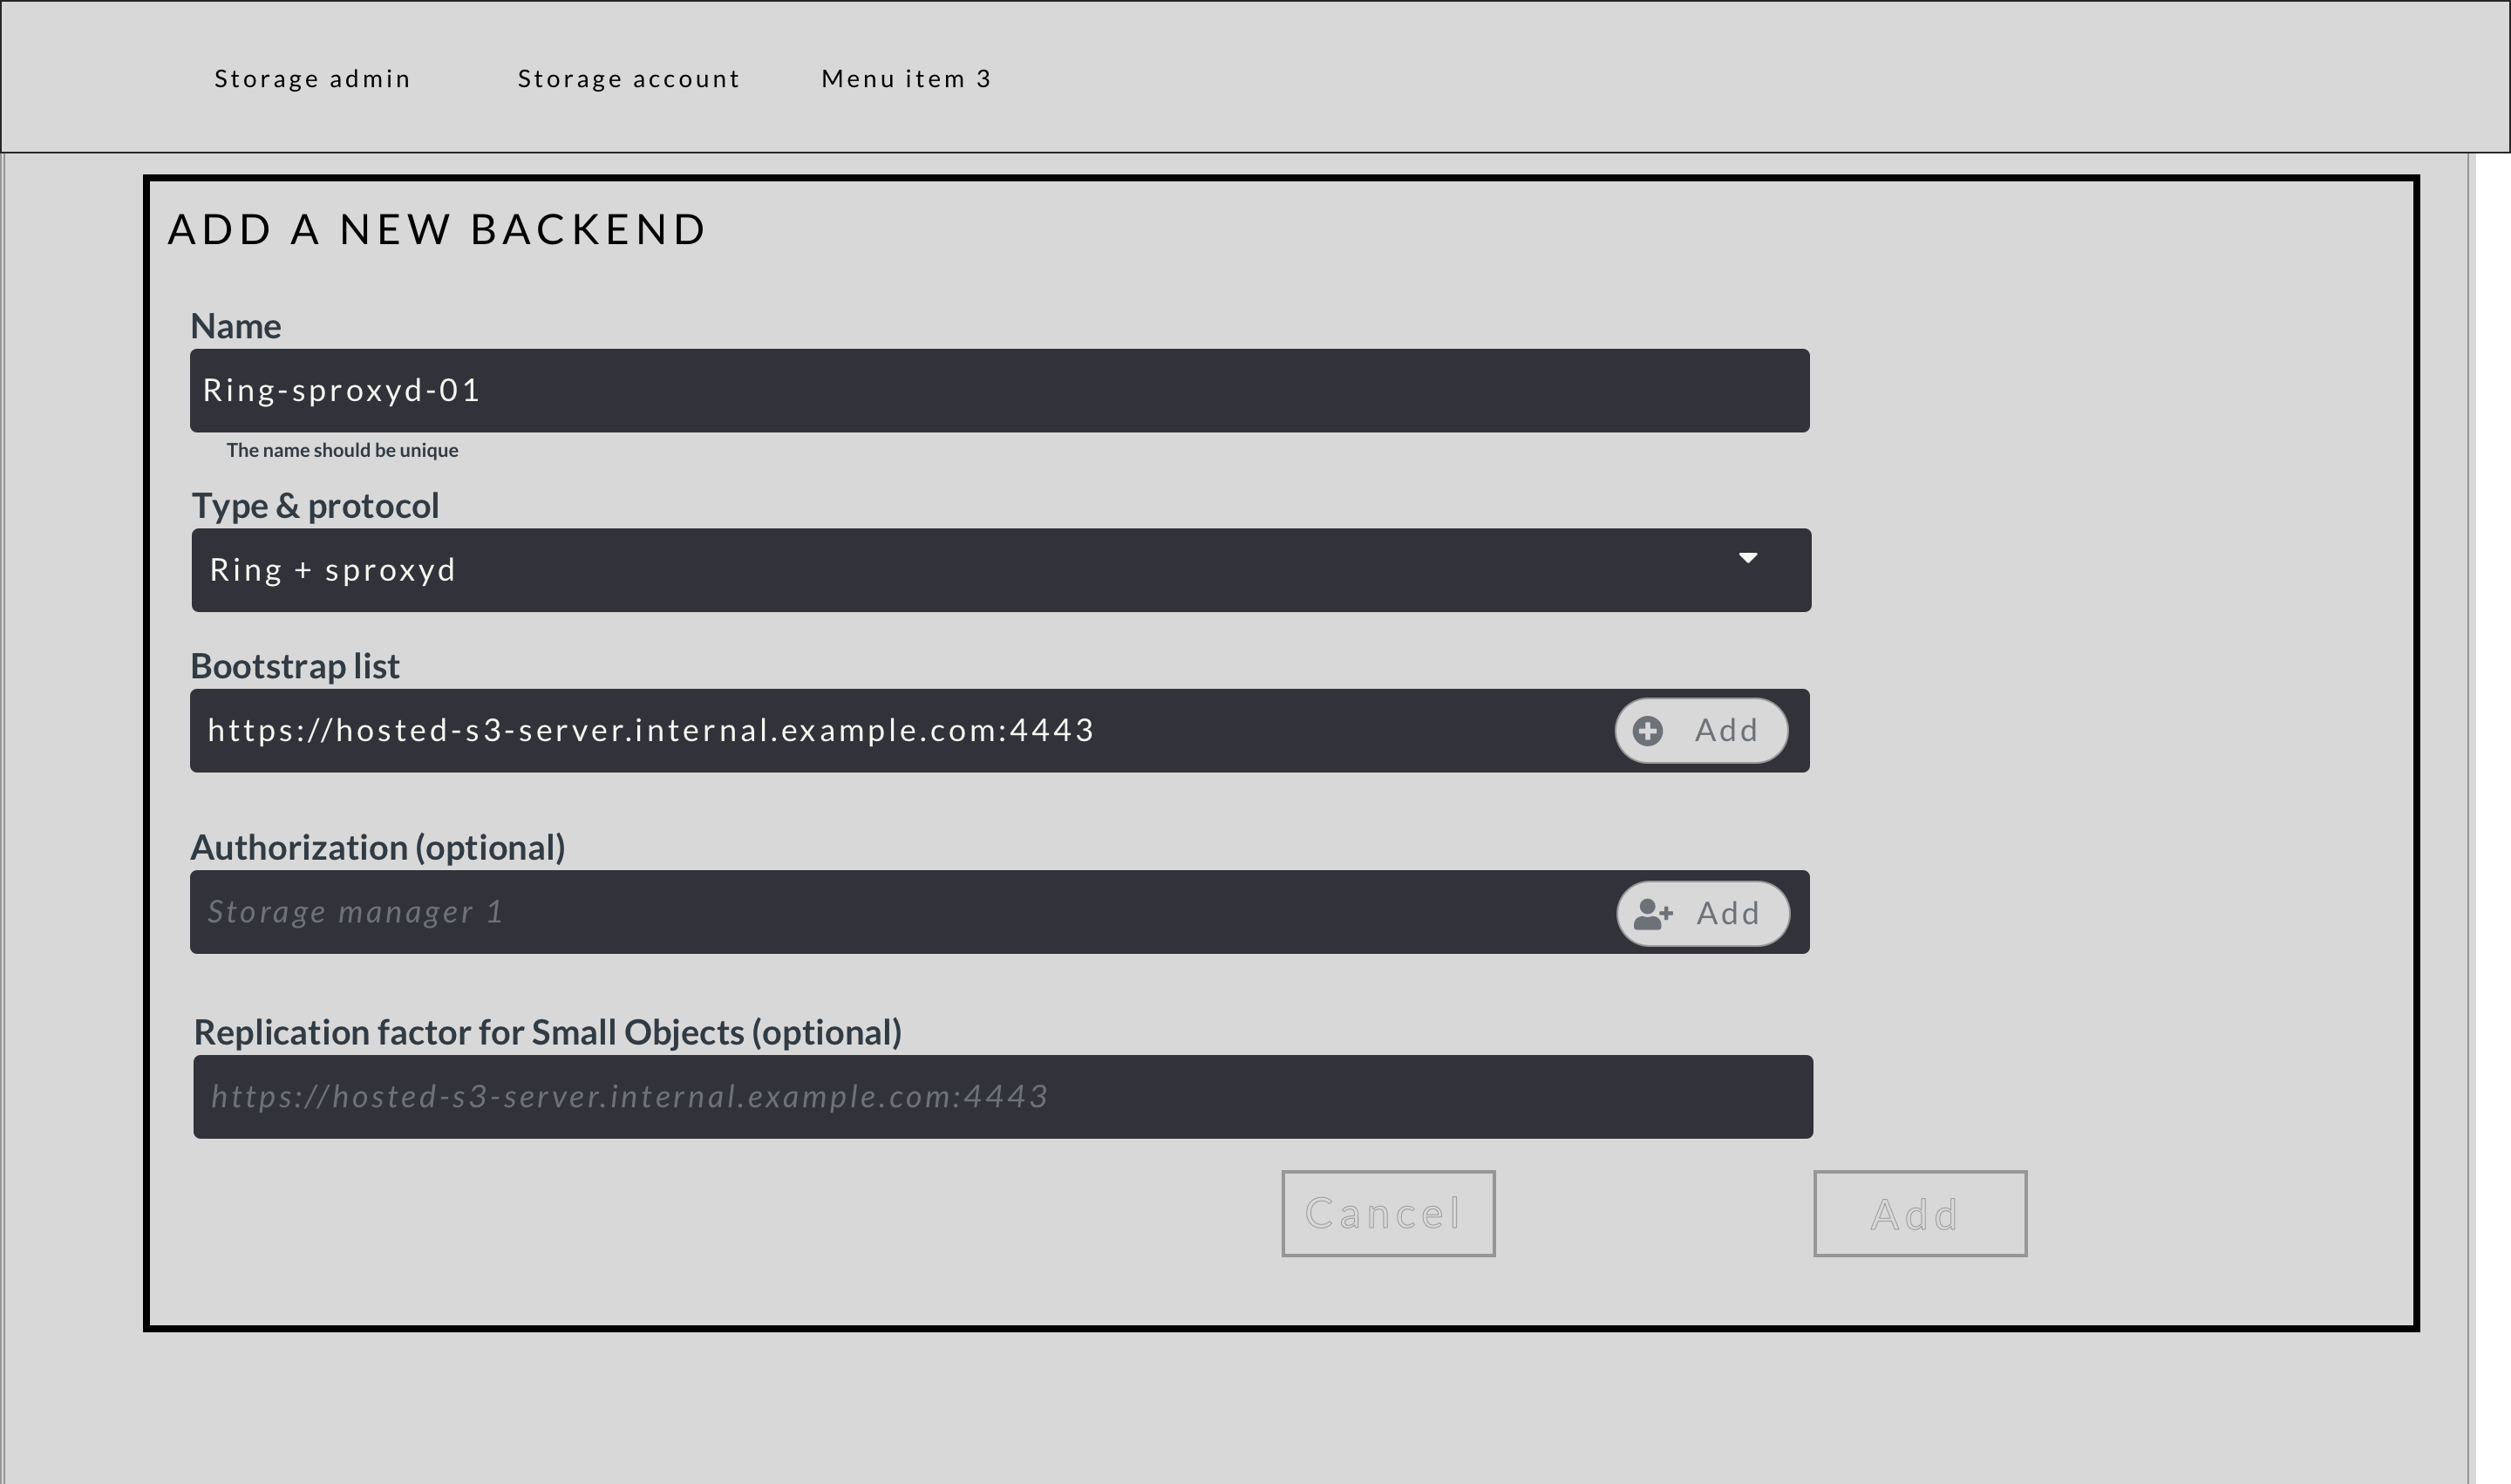 Storage admin Storage account Menu item 3
ADD A NEW BACKEND
Name
Ring-sproxyd-01
The name should be unique
Type & protocol
Ring + sproxyd
Bootstrap list
https://hosted-s3-server.internal.example.com:4443 Add
Authorization (optional)
Storage manager 1 Add
Replication factor for Small Objects (optional)
https://hosted-s3-server.internal.example.com:4443
Cancel Add